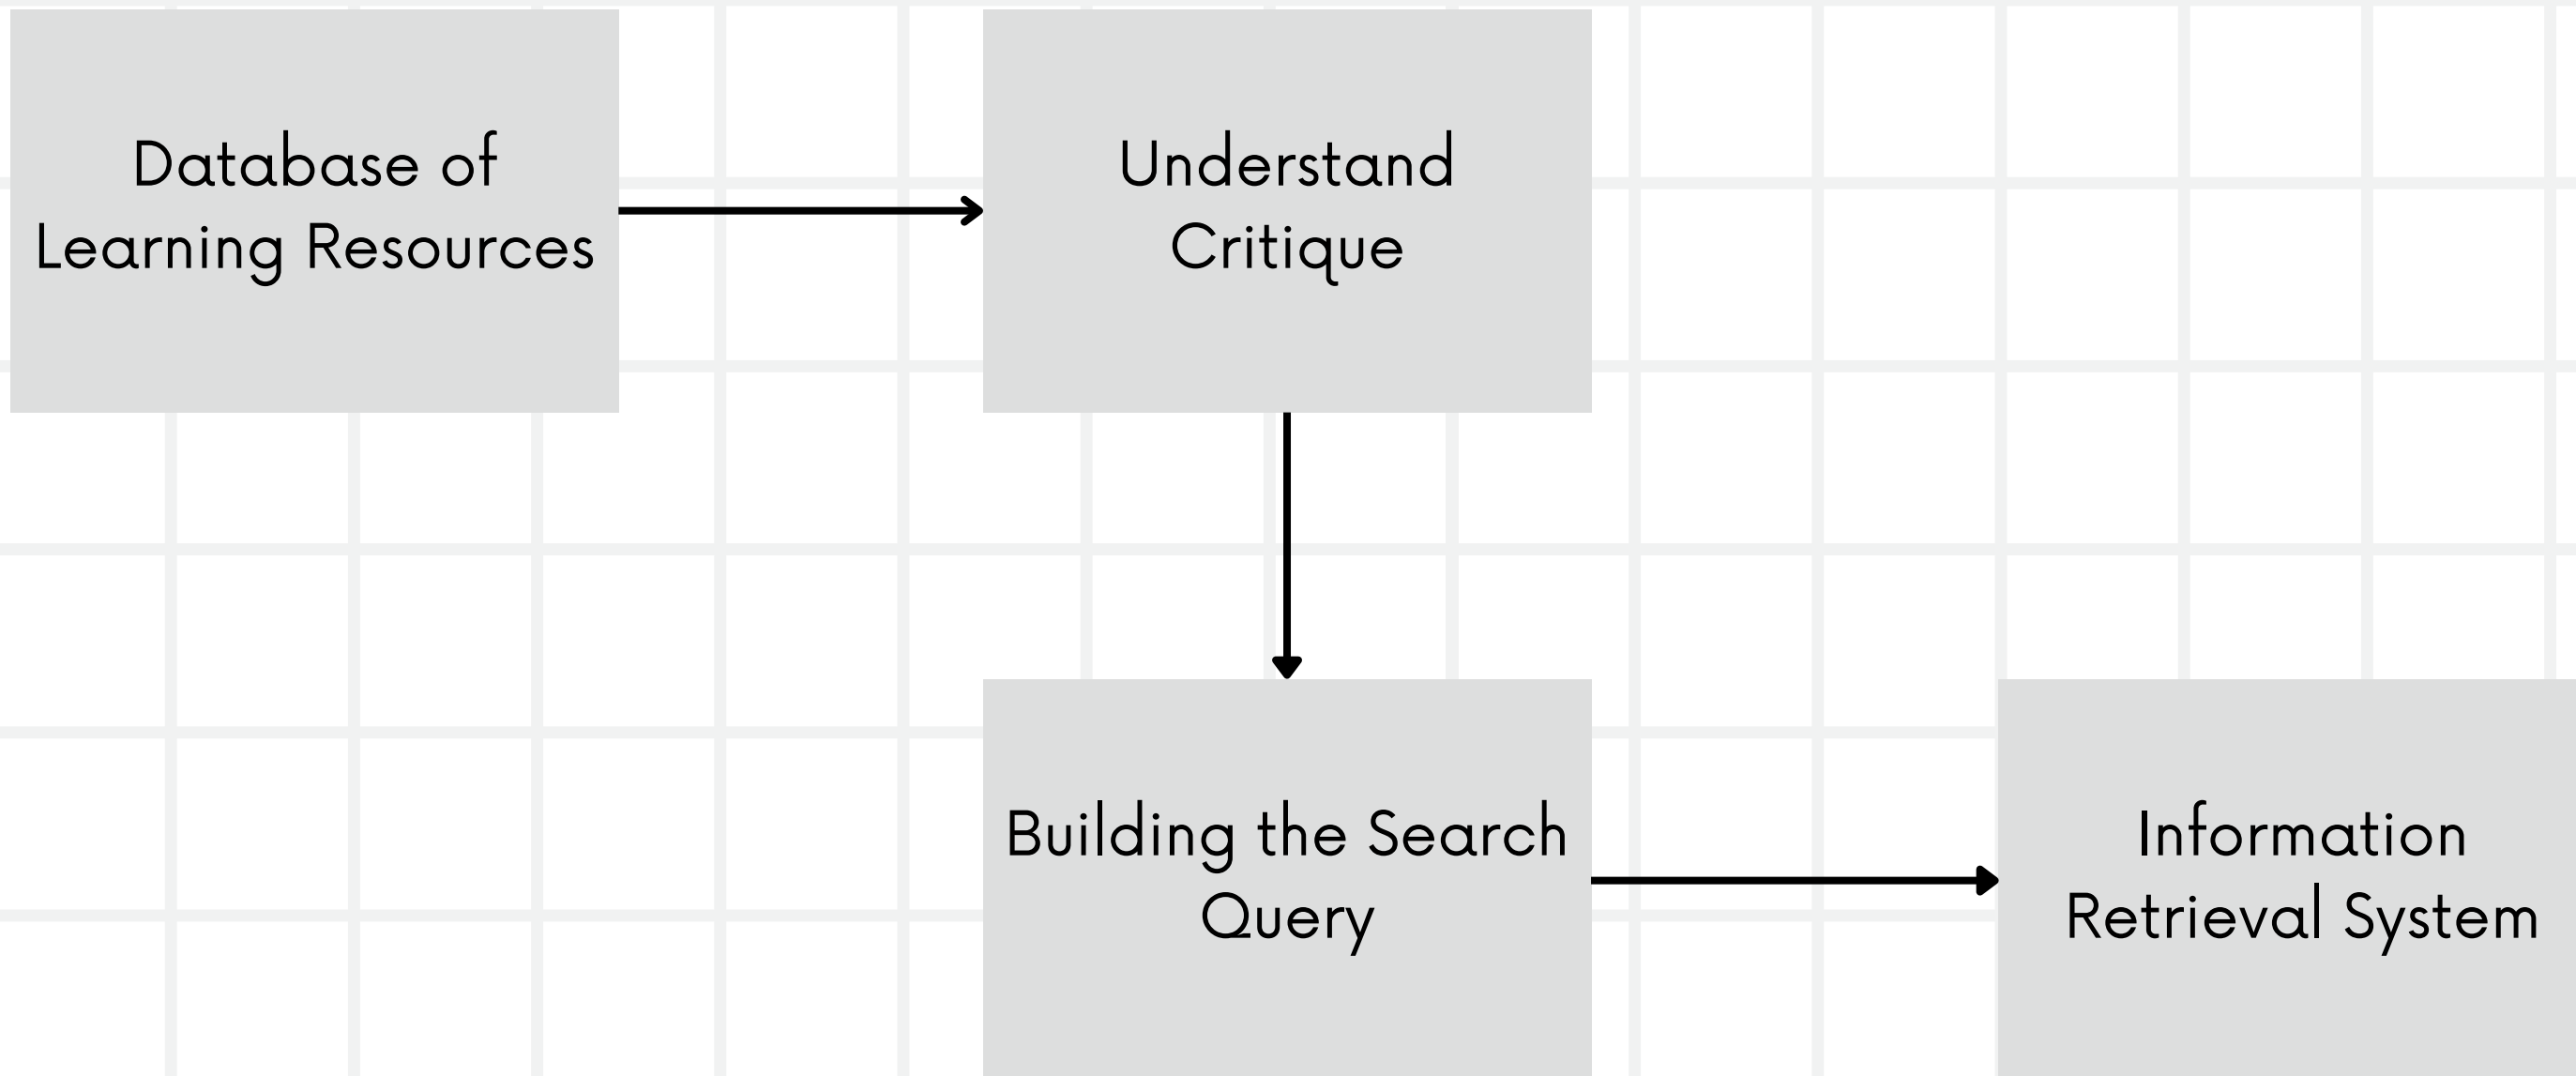 Database of
Learning Resources
Understand
Critique
Building the Search
Query
Information
Retrieval System